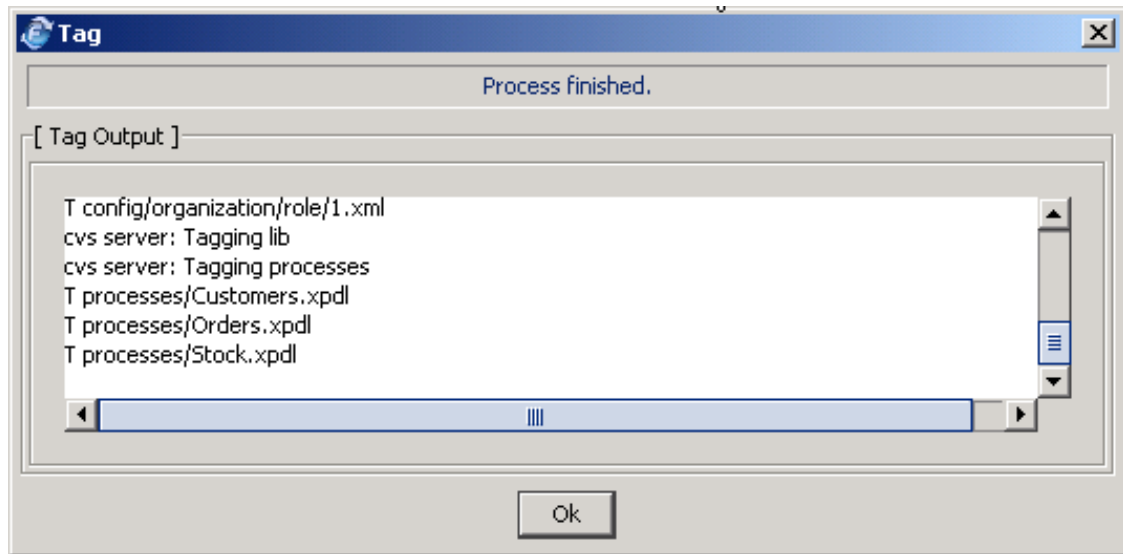 Tag
Process finished.
[ Tag Output ]
T config/organization/role/1.xml
cvs server: Tagging lib
cvs server: Tagging processes
T processes/Customers.xpdl
T processes/Orders.xpdl
T processes/Stock.xpdl
Ok